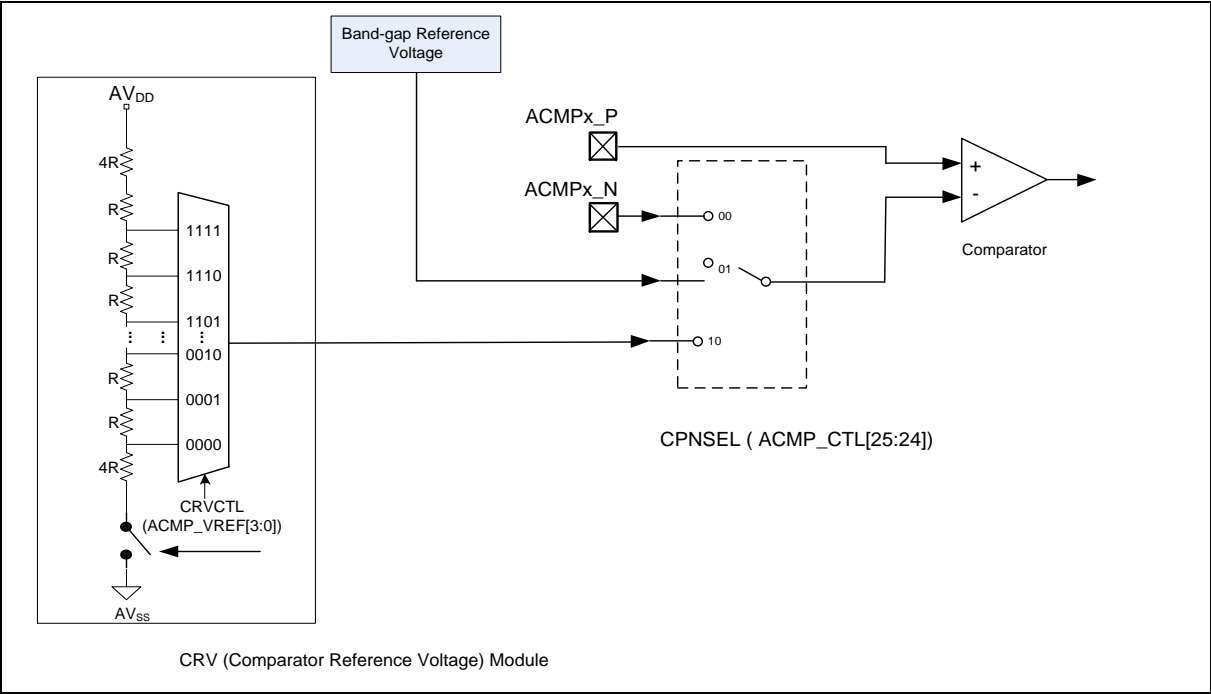 Band-gap Reference
Voltage
AVDD
4R
R
R
R
R
R
4R
1111
1110
1101
...
...
...
0010
0001
0000
CRVCTL
(ACMP_VREF[3:0])
AVSS
CRV (Comparator Reference Voltage) Module
ACMPx_P
ACMPx_N
00
01
10
CPNSEL ( ACMP_CTL[25:24])
+
-
Comparator